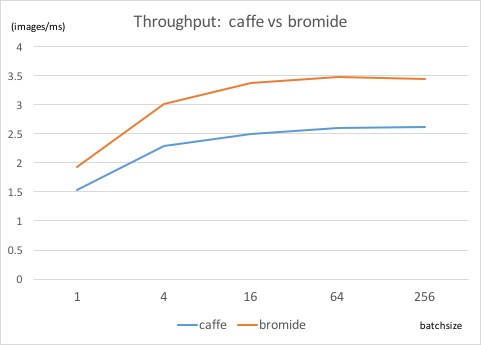 Throughput: caffe vs bromide
(images/ms)
4
3.5
3
2.5
2
1.5
1
0.5
0
1 4 16 64 256
caffe bromide
batchsize